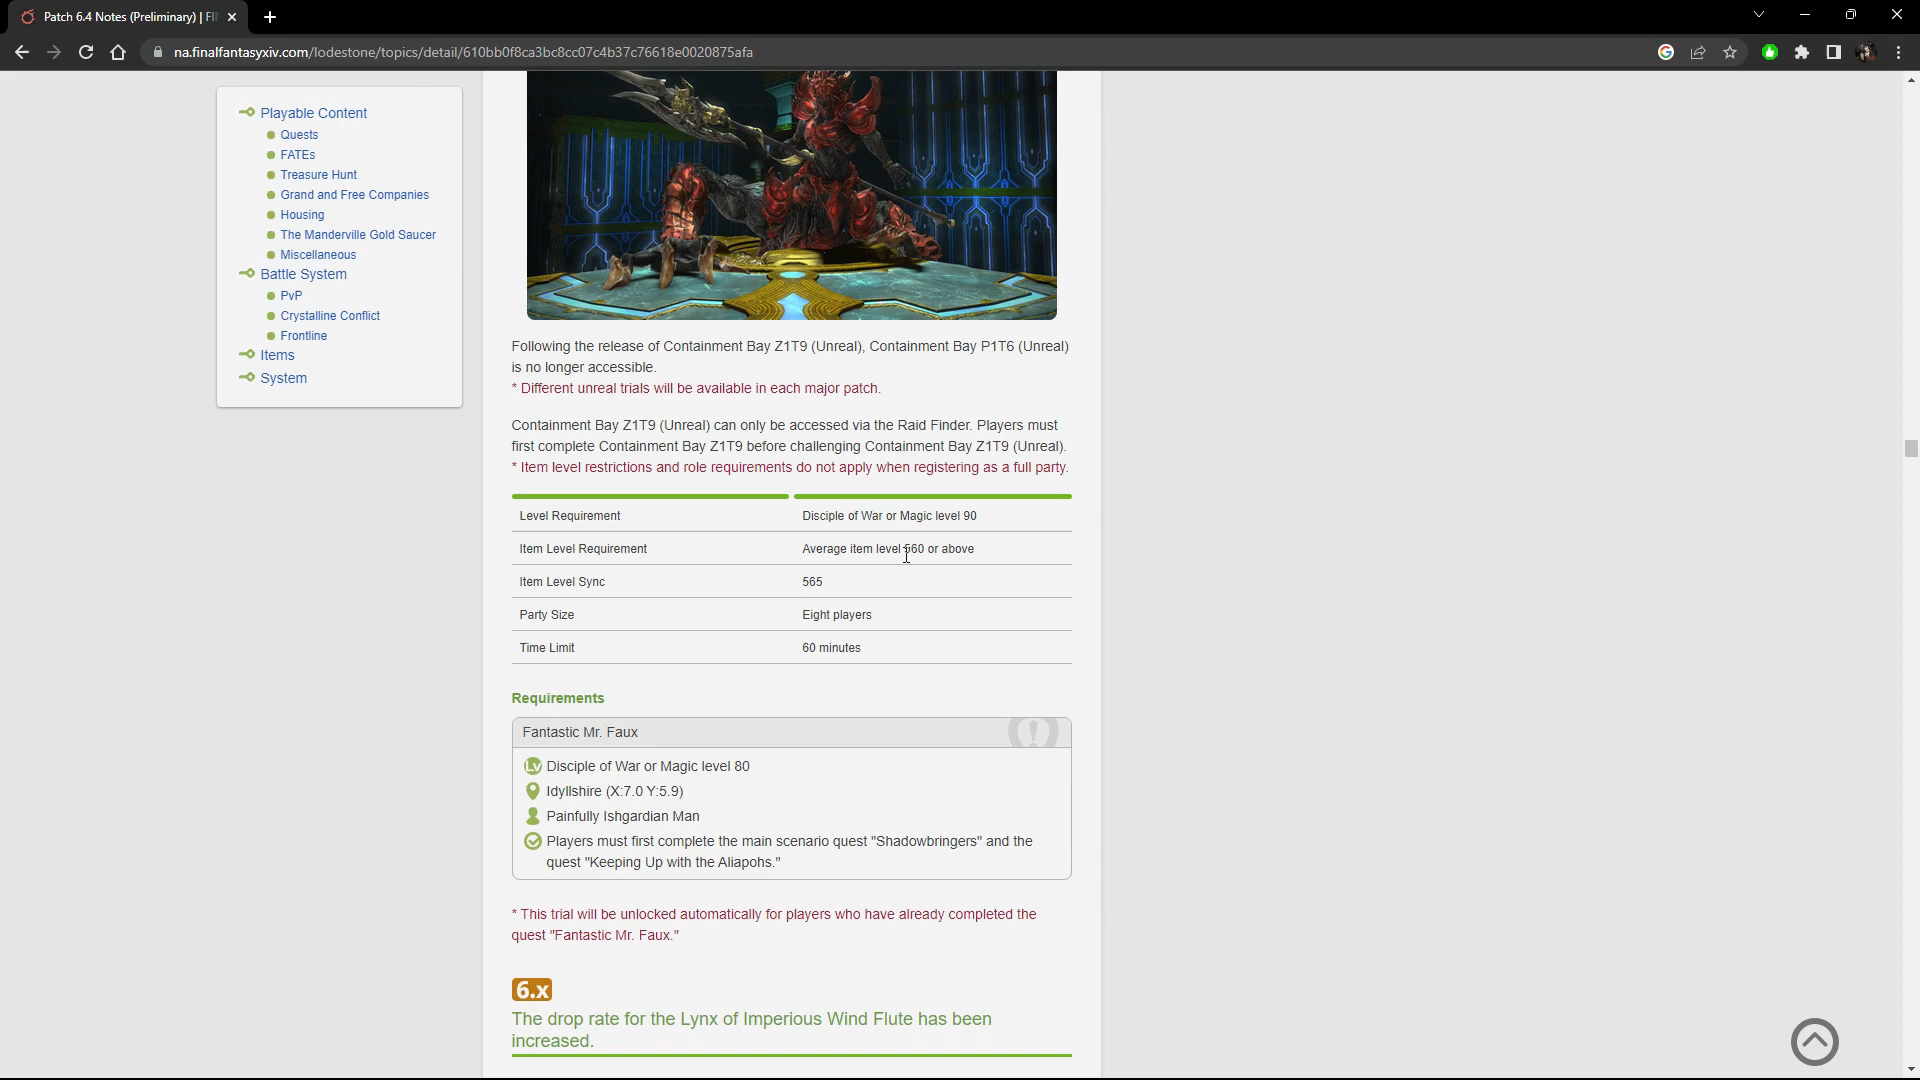 Patch 6.4 Notes (Preliminary) | FI
na.finalfantasyxiv.com/lodestone/topics/detail/610bb0f8ca3bc8cc07c4b37c76618e0020875afa
Playable Content
Quests
FATEs
Treasure Hunt
Grand and Free Companies
Housing
The Manderville Gold Saucer
Miscellaneous
Battle System
PvP
Crystalline Conflict
Frontline
Items
System
Following the release of Containment Bay Z1T9 (Unreal), Containment Bay P1T6 (Unreal)
is no longer accessible.
* Different unreal trials will be available in each major patch.
Containment Bay Z1T9 (Unreal) can only be accessed via the Raid Finder. Players must
first complete Containment Bay Z1T9 before challenging Containment Bay Z1T9 (Unreal).
* Item level restrictions and role requirements do not apply when registering as a full party.
Level Requirement Disciple of War or Magic level 90
Item Level Requirement Average item level 560 or above
Item Level Sync 565
Party Size Eight players
Time Limit 60 minutes
Requirements
Fantastic Mr. Faux
Lv Disciple of War or Magic level 80
Idyllshire (X:7.0 Y:5.9)
Painfully Ishgardian Man
Players must first complete the main scenario quest "Shadowbringers" and the
quest "Keeping Up with the Aliapohs."
* This trial will be unlocked automatically for players who have already completed the
quest "Fantastic Mr. Faux."
6.x
The drop rate for the Lynx of Imperious Wind Flute has been
increased.